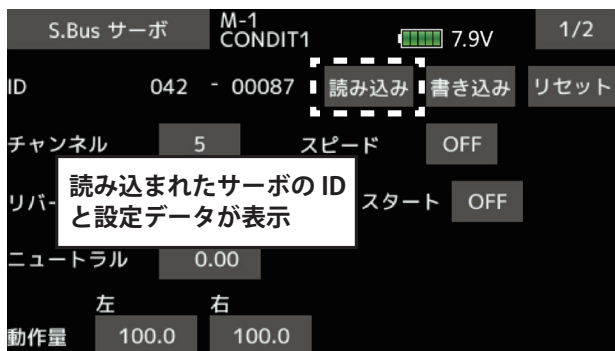 S.Bus サーボ M-1 CONDIT1 7.9V 1/2
ID 042 - 00087 読み込み 書き込み リセット
チャンネル 5 スピード OFF
読み込まれたサーボの ID
と設定データが表示
リバー スタート OFF
ニュートラル 0.00
左 右
動作量 100.0 100.0